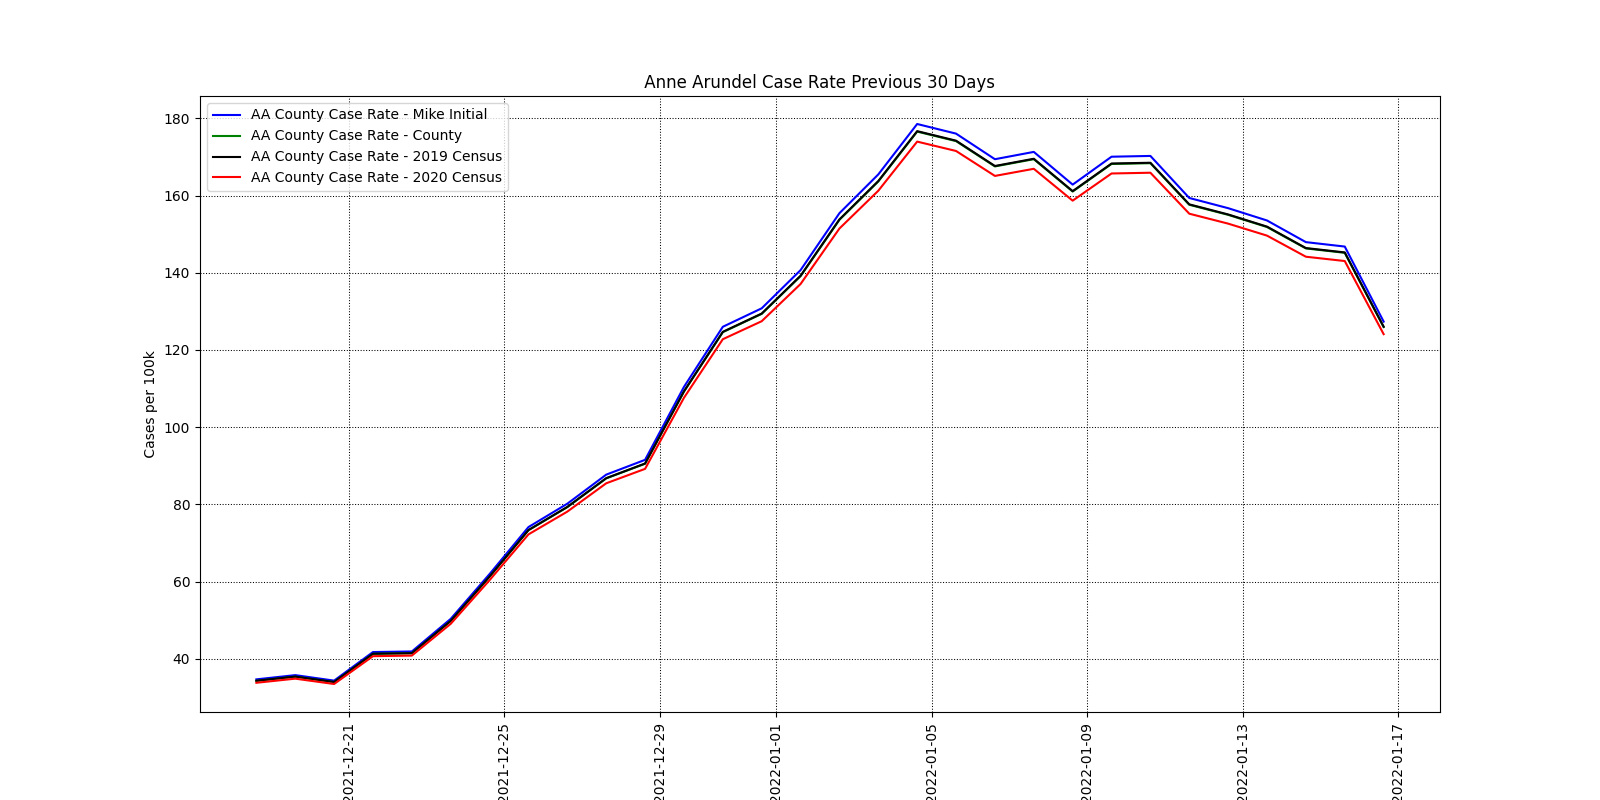 Anne Arundel Case Rate Previous 30 Days
AA County Case Rate - Mike Initial
AA County Case Rate - County
AA County Case Rate - 2019 Census
AA County Case Rate - 2020 Census
Cases per 100k
180
160
140
120
100
80
60
40
2021-12-21
2021-12-25
2021-12-29
2022-01-01
2022-01-05
2022-01-09
2022-01-13
2022-01-17